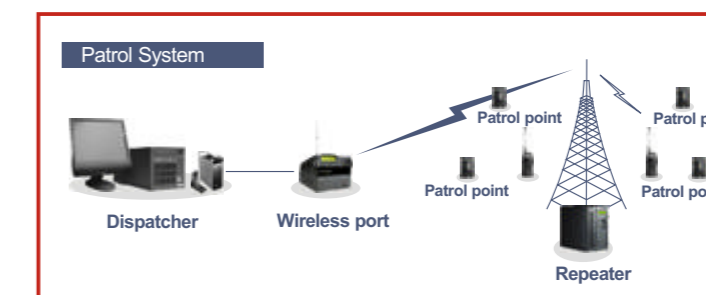 Patrol System
Patrol point
Patrol p
Patrol point
Patrol po
Dispatcher
Wireless port
Repeater